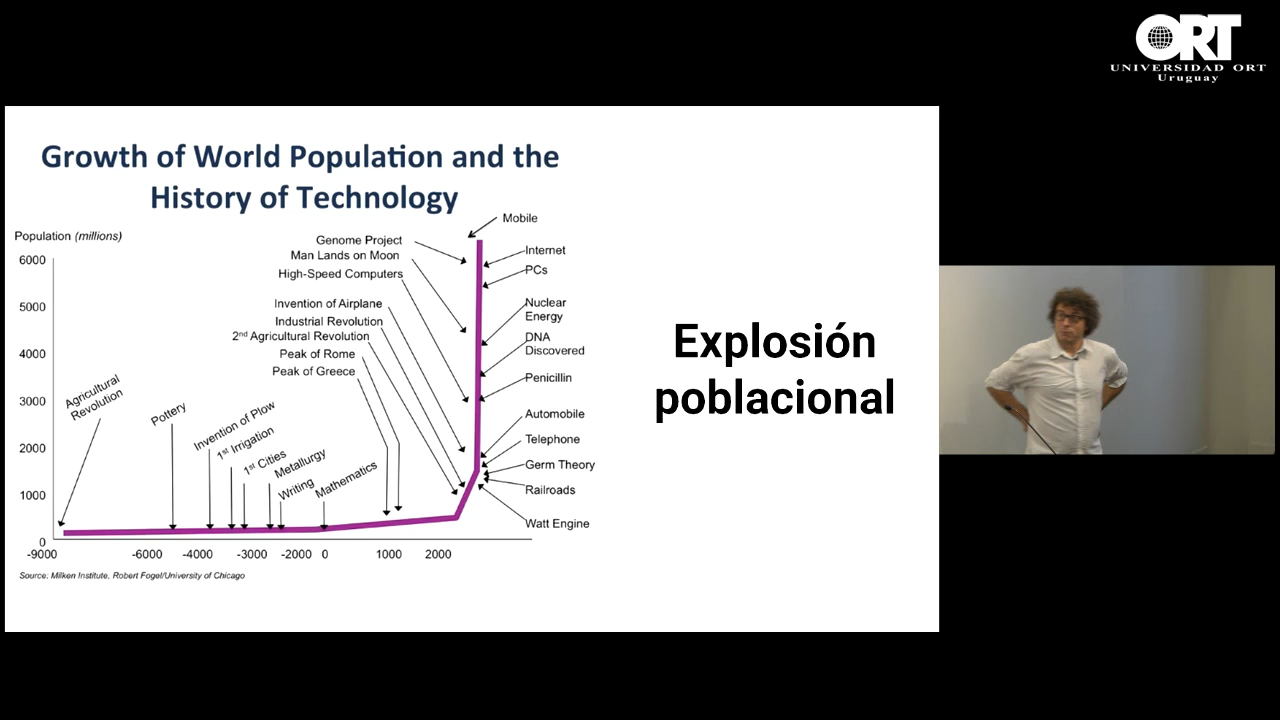 ORT
UNIVERSIDAD ORT
Uruguay
Growth of World Population and the
History of Technology
Population (millions)
6000
5000
4000
3000
2000
1000
0
-9000
-6000
-4000
-3000
-2000
0
1000
2000
Agricultural
Revolution
Pottery
Invention of Plow
1st Irrigation
1st Cities
Metallurgy
Writing
Mathematics
Genome Project
Man Lands on Moon
High-Speed Computers
Invention of Airplane
Industrial Revolution
2nd Agricultural Revolution
Peak of Rome
Peak of Greece
Mobile
Internet
PCs
Nuclear
Energy
DNA
Discovered
Penicillin
Automobile
Telephone
Germ Theory
Railroads
Watt Engine
Source: Milken Institute, Robert Fogel/University of Chicago
Explosión
poblacional